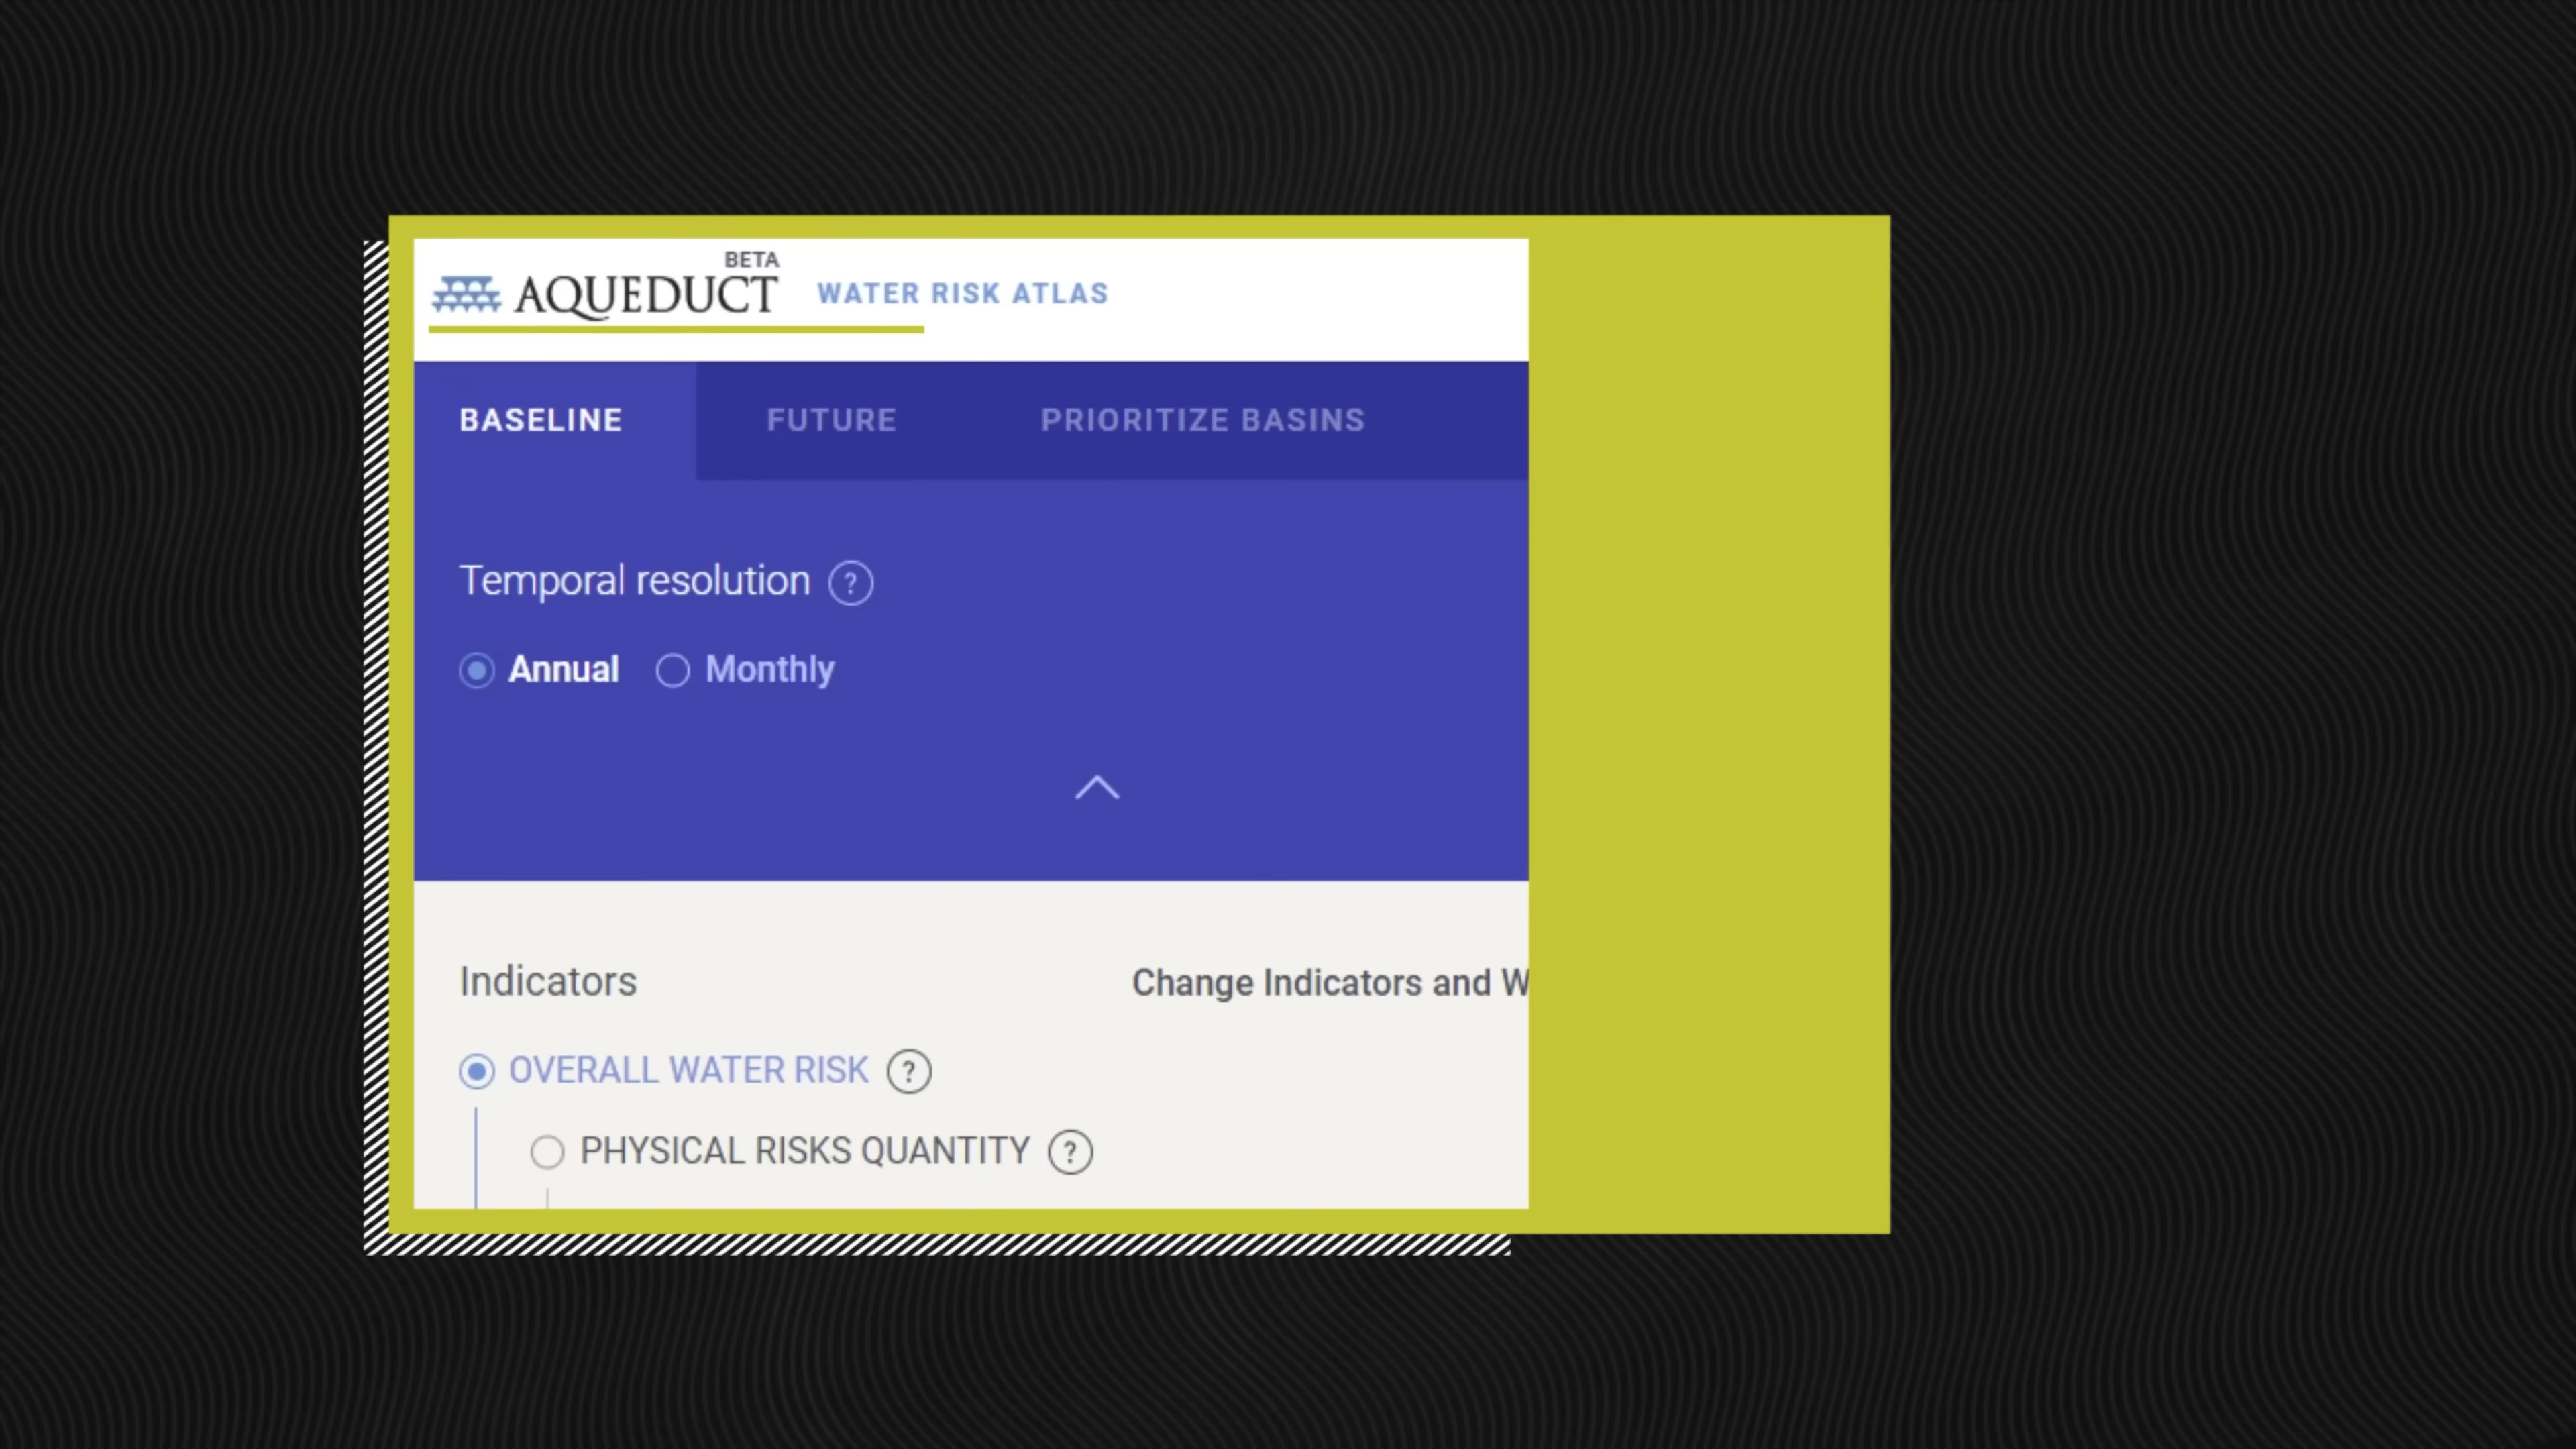 BETA
AQUEDUCT WATER RISK ATLAS
BASELINE FUTURE PRIORITIZE BASINS
Temporal resolution ?
Annual Monthly
Indicators Change Indicators and W
OVERALL WATER RISK ?
PHYSICAL RISKS QUANTITY ?